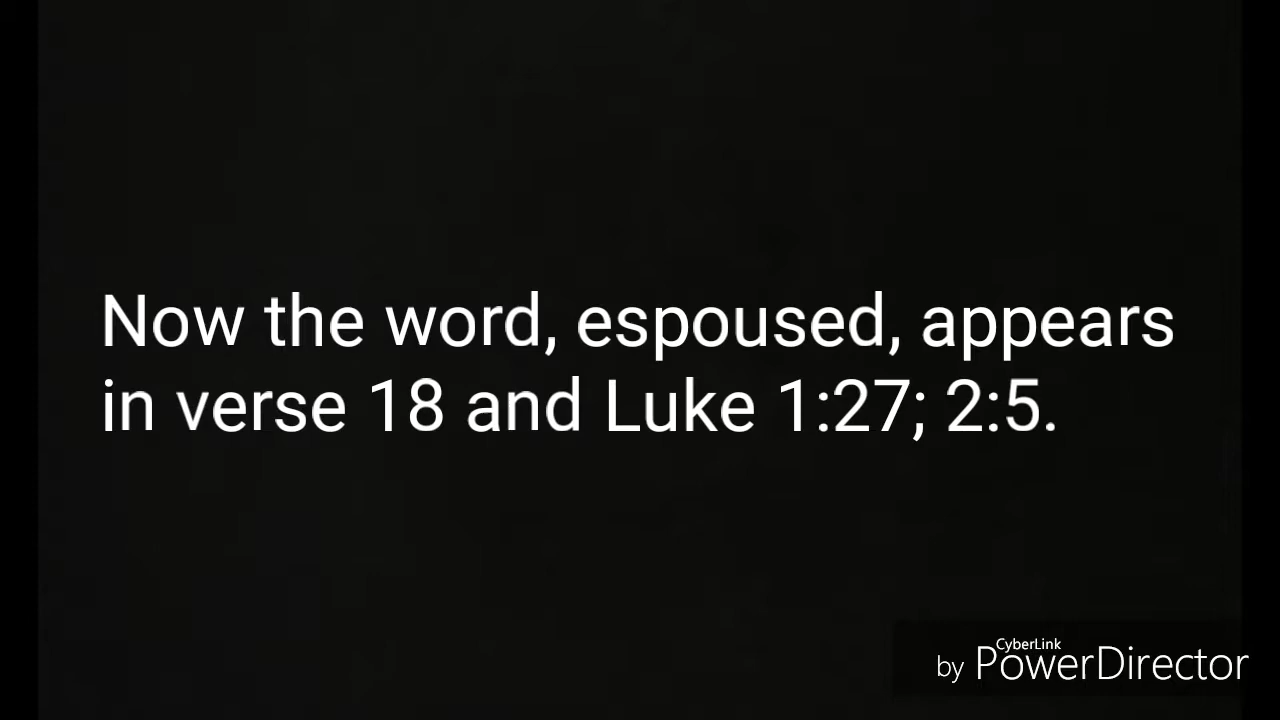 Now the word, espoused, appears
in verse 18 and Luke 1:27; 2:5.
CyberLink
by PowerDirector